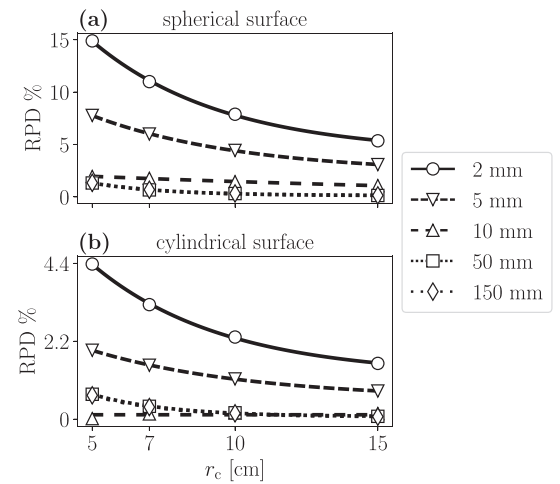 (a) spherical surface
15
10
5
0
RPD %
2 mm
5 mm
10 mm
50 mm
150 mm
(b) cylindrical surface
4.4
2.2
0
RPD %
5 7 10 15
r_c [cm]